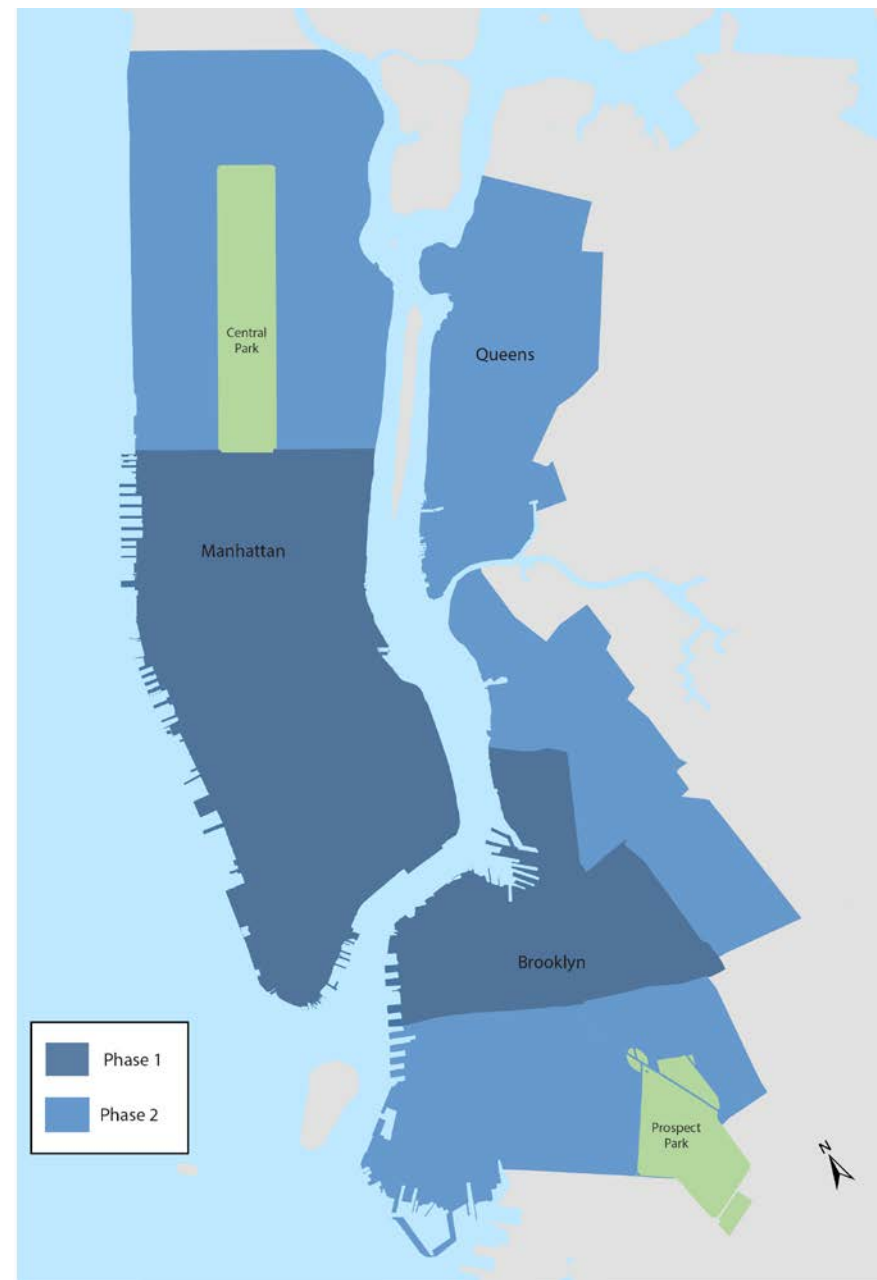 Central
Park
Queens
Manhattan
Brooklyn
Phase 1
Phase 2
Prospect
Park
N